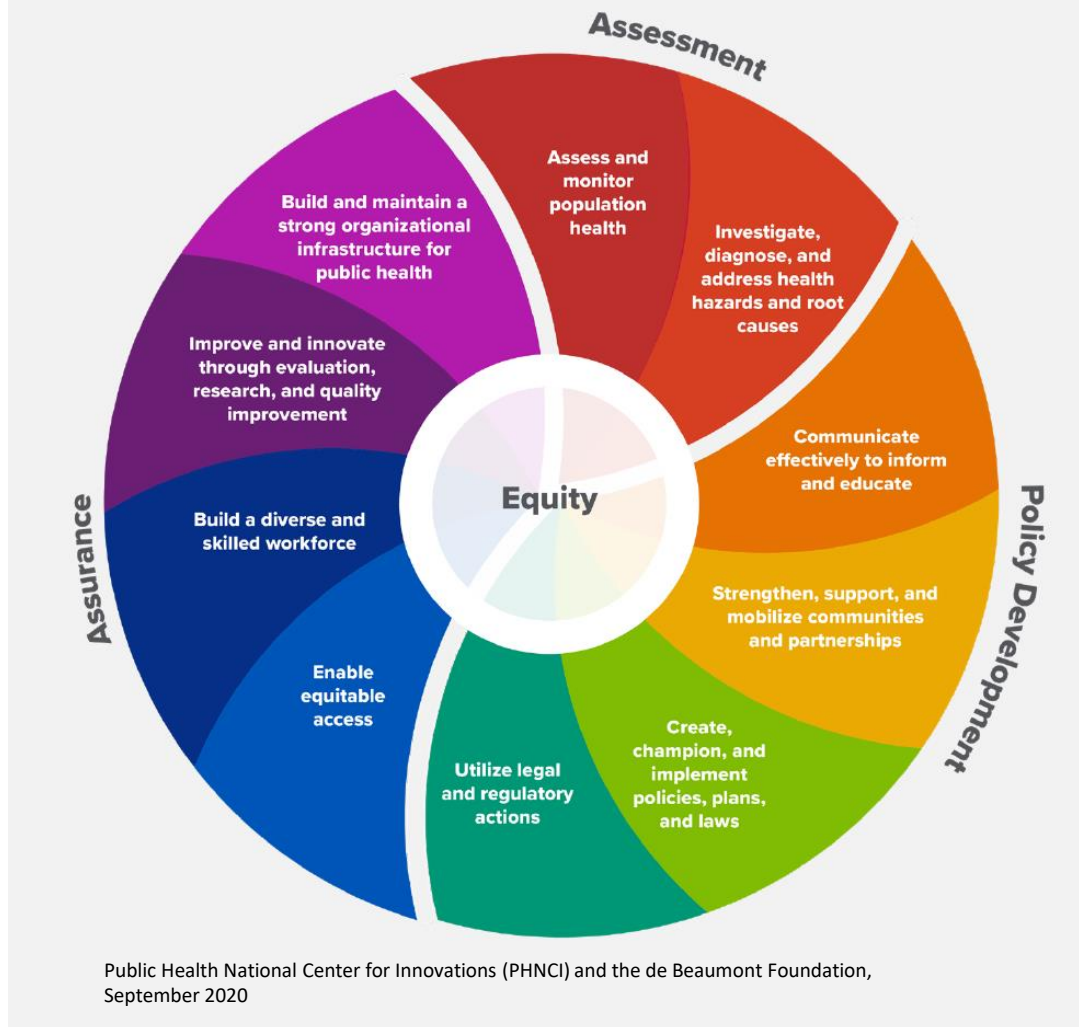 Assessment
Assess and
monitor
population
health
Investigate,
diagnose, and
address health
hazards and root
causes
Communicate
effectively to inform
and educate
Policy Development
Strengthen, support, and
mobilize communities
and partnerships
Create,
champion, and
implement
policies, plans,
and laws
Utilize legal
and regulatory
actions
Enable
equitable
access
Assurance
Build a diverse and
skilled workforce
Improve and innovate
through evaluation,
research, and quality
improvement
Build and maintain a
strong organizational
infrastructure for
public health
Equity
Public Health National Center for Innovations (PHNCI) and the de Beaumont Foundation,
September 2020